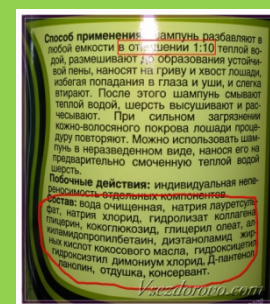 Способ применения: шампунь разбавляют в
любой емкости в отношении 1:10 теплой во-
дой, размешивают до образования устойчи-
вой пены, наносят на гриву и хвост лошади,
избегая попадания в глаза и уши, и слегка
втирают. После этого шампунь смывают
теплой водой, шерсть высушивают и рас-
чесывают. При сильном загрязнении
кожно-волосяного покрова лошади проце-
дуру повторяют. Можно использовать шам-
пунь в неразведенном виде, нанося его на
предварительно смоченную теплой водой
шерсть.
Побочные действия: индивидуальная непе-
реносимость отдельных компонентов.
Состав: вода очищенная, натрия лауретсуль-
фат, натрия хлорид, гидролизат коллагена,
глицерин, кокоглюкозид, глицерил олеат, ал-
киламидопропилбетаин, диэтаноламид жир-
ных кислот кокосового масла, гидроксиэтил
гидроксиэтил димониум хлорид, Д-пантенол,
ланолин, отдушка, консервант.
Vsezdorovo.com